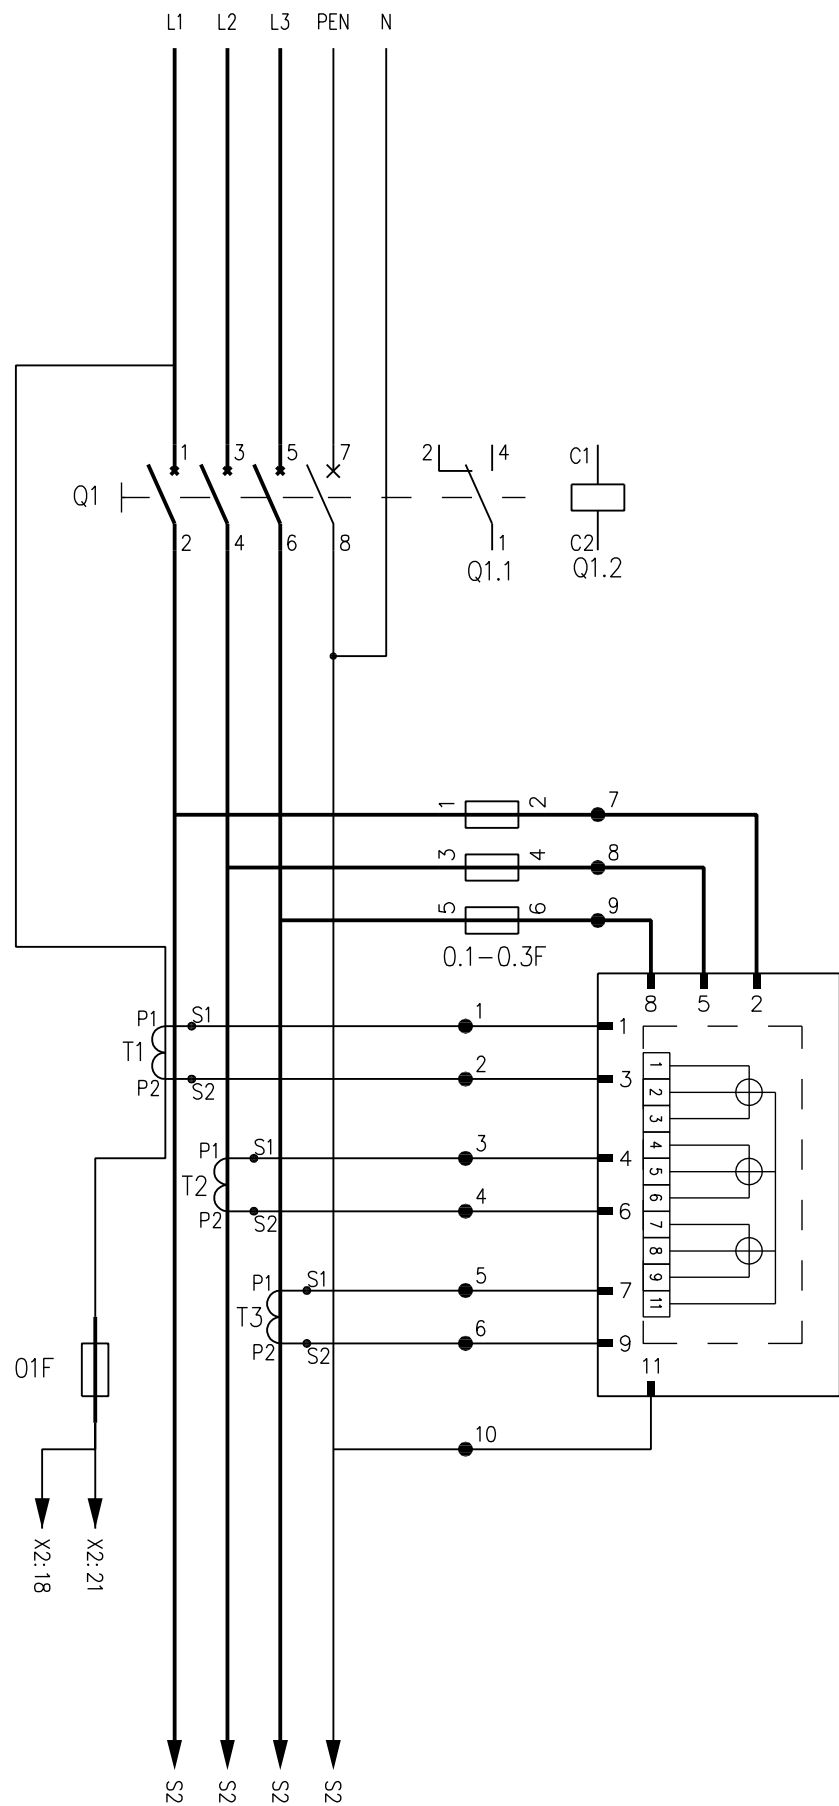 L1 L2 L3 PEN N
1 3 5 7 2 4 C1
Q1
2 4 6 8 1 C2
Q1.1 Q1.2
1 2 7
3 4 8
5 6 9
0.1-0.3F
8 5 2
P1 S1 1 1
T1
P2 S2 2 3
P1 S1 3 4
T2
P2 S2 4 6
P1 S1 5 7
T3
P2 S2 6 9
1
2
3
4
5
6
7
8
9
11
11
01F
10
X2:18 X2:21
S2 S2 S2 S2